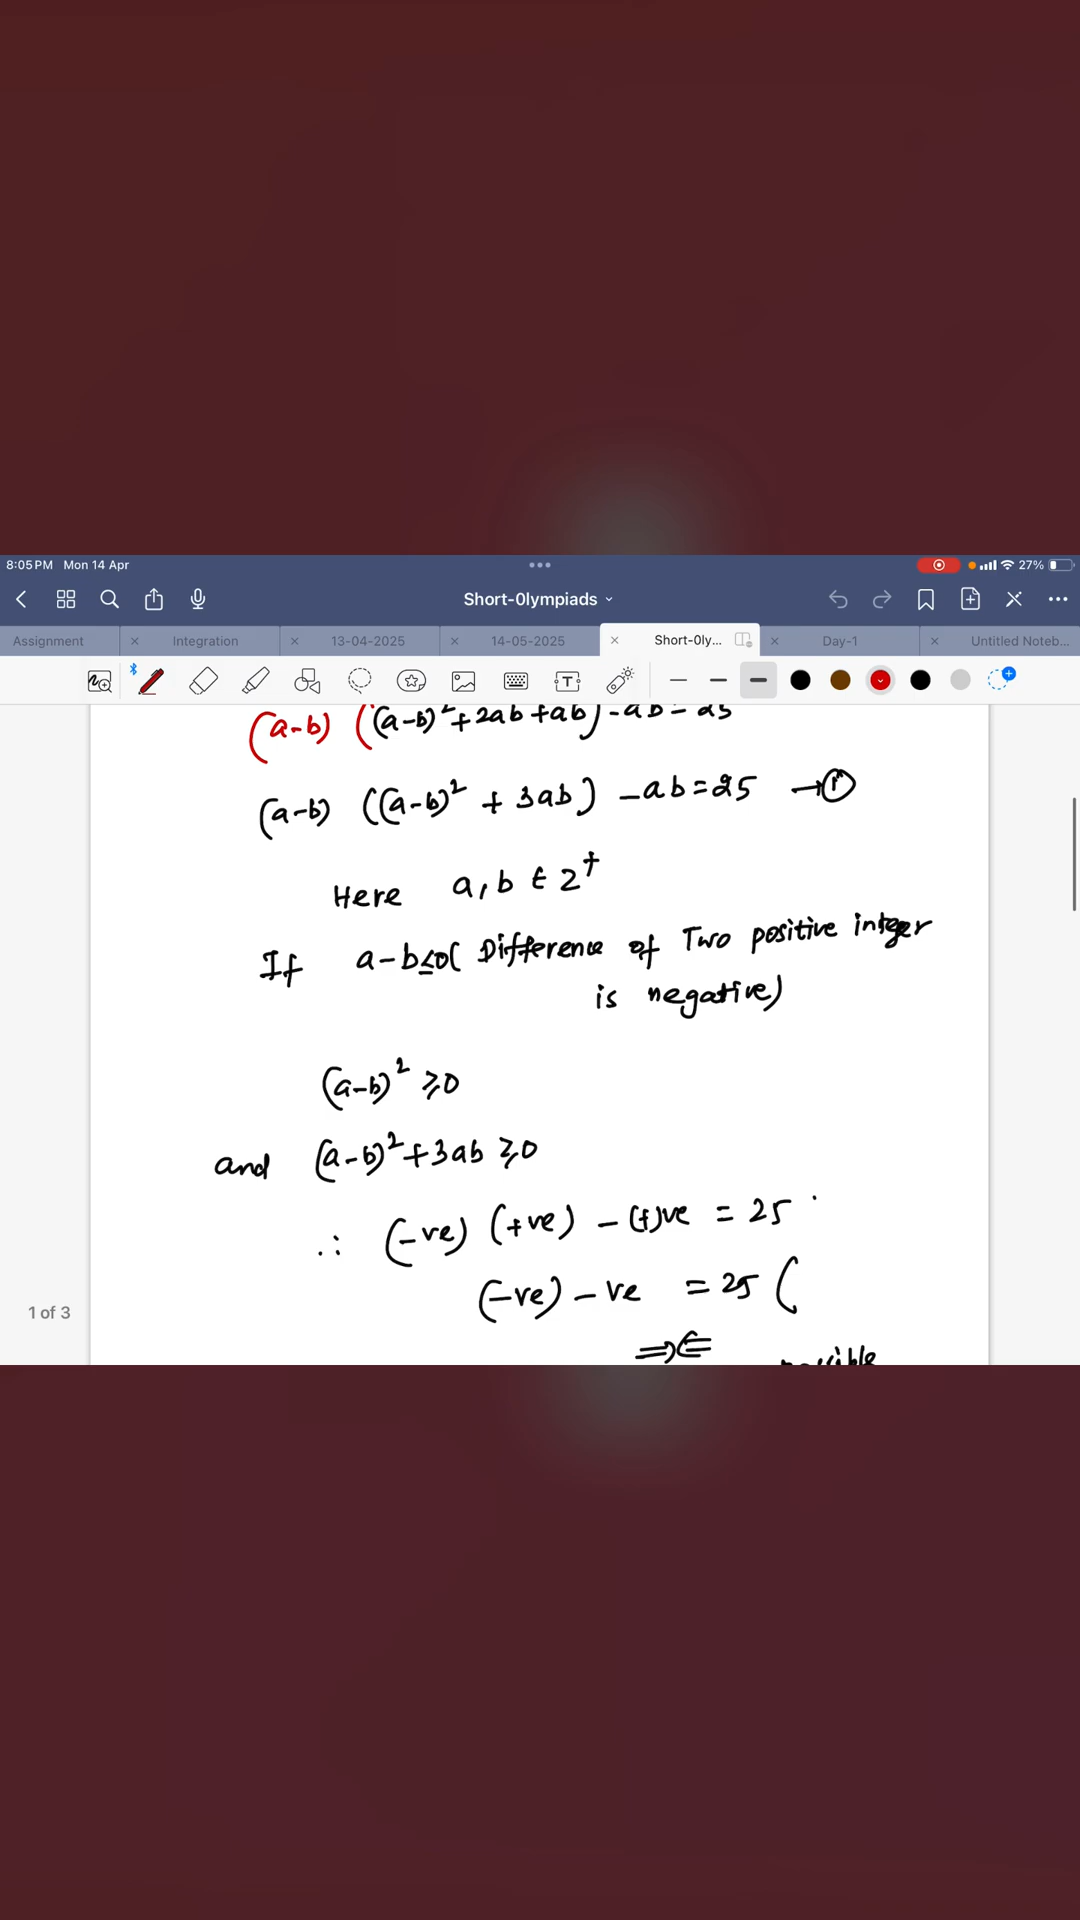 8:05 PM Mon 14 Apr
27%
Short-Olympiads
Assignment
Integration
13-04-2025
14-05-2025
Short-Oly...
Day-1
Untitled Noteb...
(a-b) ((a-b)²+2ab+ab)-ab=25
(a-b) ((a-b)² + 3ab) -ab=25 →①
Here a,b ∈ Z⁺
If a-b≤0( Difference of Two positive integer
is negative)
(a-b)² ≥0
and (a-b)²+3ab ≥0
∴ (-ve) (+ve) - (+)ve = 25
(-ve) -ve = 25 (
⇒⇐
possible
1 of 3